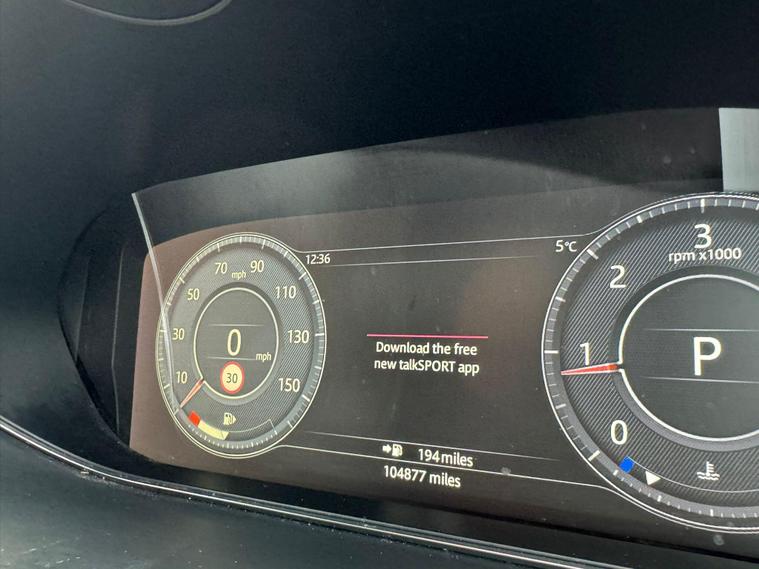 12:36
5°C
70 mph 90
50
110
30
130
10
150
0
mph
30
Download the free
new talkSPORT app
194 miles
104877 miles
3
rpm x1000
2
1
0
P